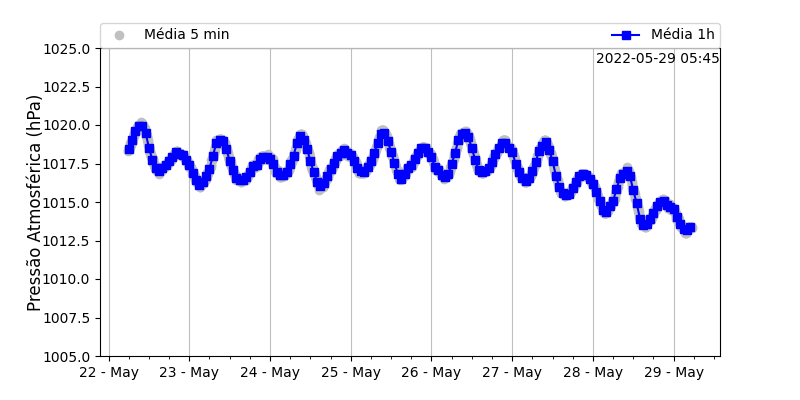 Média 5 min
Média 1h
2022-05-29 05:45
Pressão Atmosférica (hPa)
1025.0
1022.5
1020.0
1017.5
1015.0
1012.5
1010.0
1007.5
1005.0
22 - May
23 - May
24 - May
25 - May
26 - May
27 - May
28 - May
29 - May